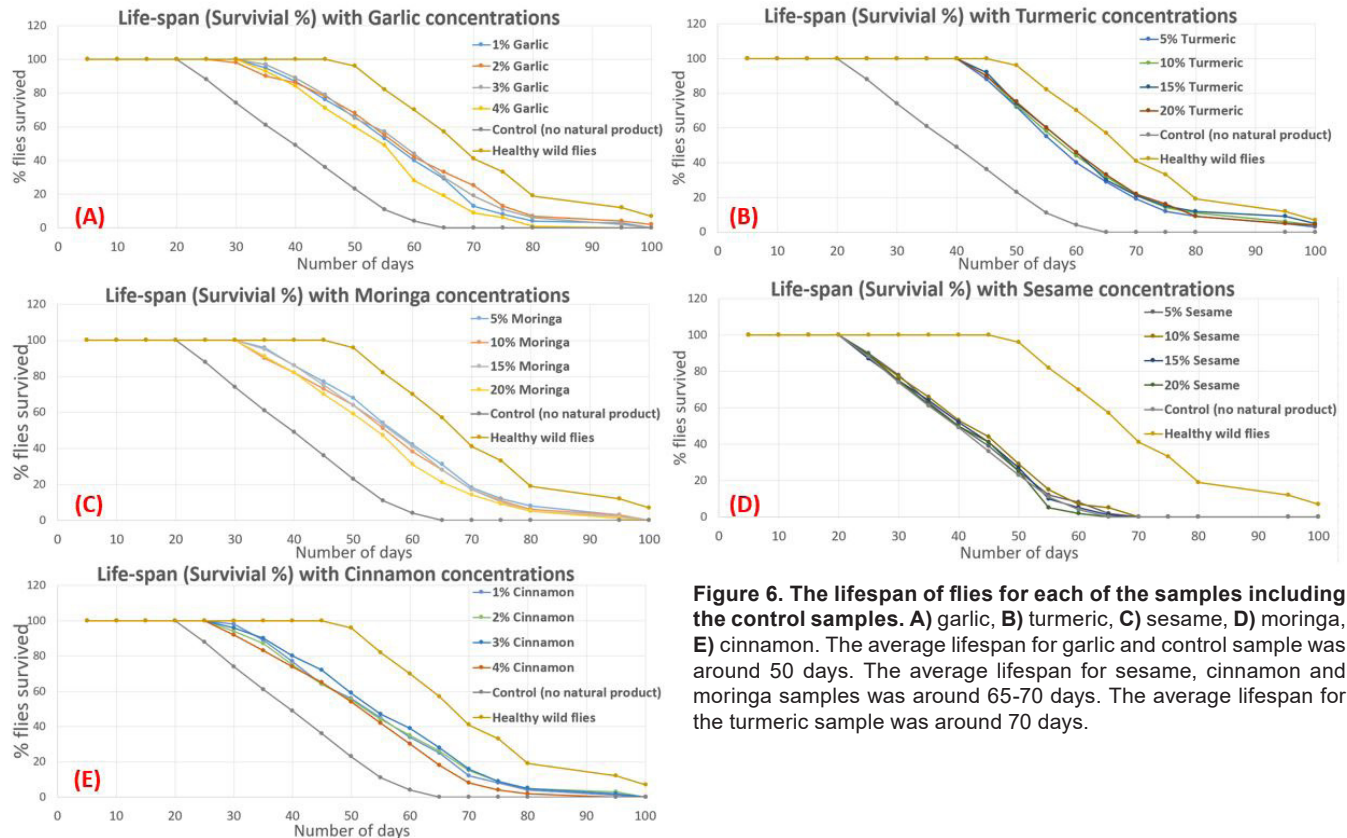 Life-span (Survivial %) with Garlic concentrations
120
100
80
60
40
20
0
% flies survived
1% Garlic
2% Garlic
3% Garlic
4% Garlic
Control (no natural product)
Healthy wild flies
(A)
0 10 20 30 40 50 60 70 80 90 100
Number of days
Life-span (Survivial %) with Turmeric concentrations
120
100
80
60
40
20
0
% flies survived
5% Turmeric
10% Turmeric
15% Turmeric
20% Turmeric
Control (no natural product)
Healthy wild flies
(B)
0 10 20 30 40 50 60 70 80 90 100
Number of days
Life-span (Survivial %) with Moringa concentrations
120
100
80
60
40
20
0
% flies survived
5% Moringa
10% Moringa
15% Moringa
20% Moringa
Control (no natural product)
Healthy wild flies
(C)
0 10 20 30 40 50 60 70 80 90 100
Number of days
Life-span (Survivial %) with Sesame concentrations
120
100
80
60
40
20
0
% flies survived
5% Sesame
10% Sesame
15% Sesame
20% Sesame
Control (no natural product)
Healthy wild flies
(D)
0 10 20 30 40 50 60 70 80 90 100
Number of days
Life-span (Survivial %) with Cinnamon concentrations
120
100
80
60
40
20
0
% flies survived
1% Cinnamon
2% Cinnamon
3% Cinnamon
4% Cinnamon
Control (no natural product)
Healthy wild flies
(E)
0 10 20 30 40 50 60 70 80 90 100
Number of days
Figure 6. The lifespan of flies for each of the samples including
the control samples. A) garlic, B) turmeric, C) sesame, D) moringa,
E) cinnamon. The average lifespan for garlic and control sample was
around 50 days. The average lifespan for sesame, cinnamon and
moringa samples was around 65-70 days. The average lifespan for
the turmeric sample was around 70 days.